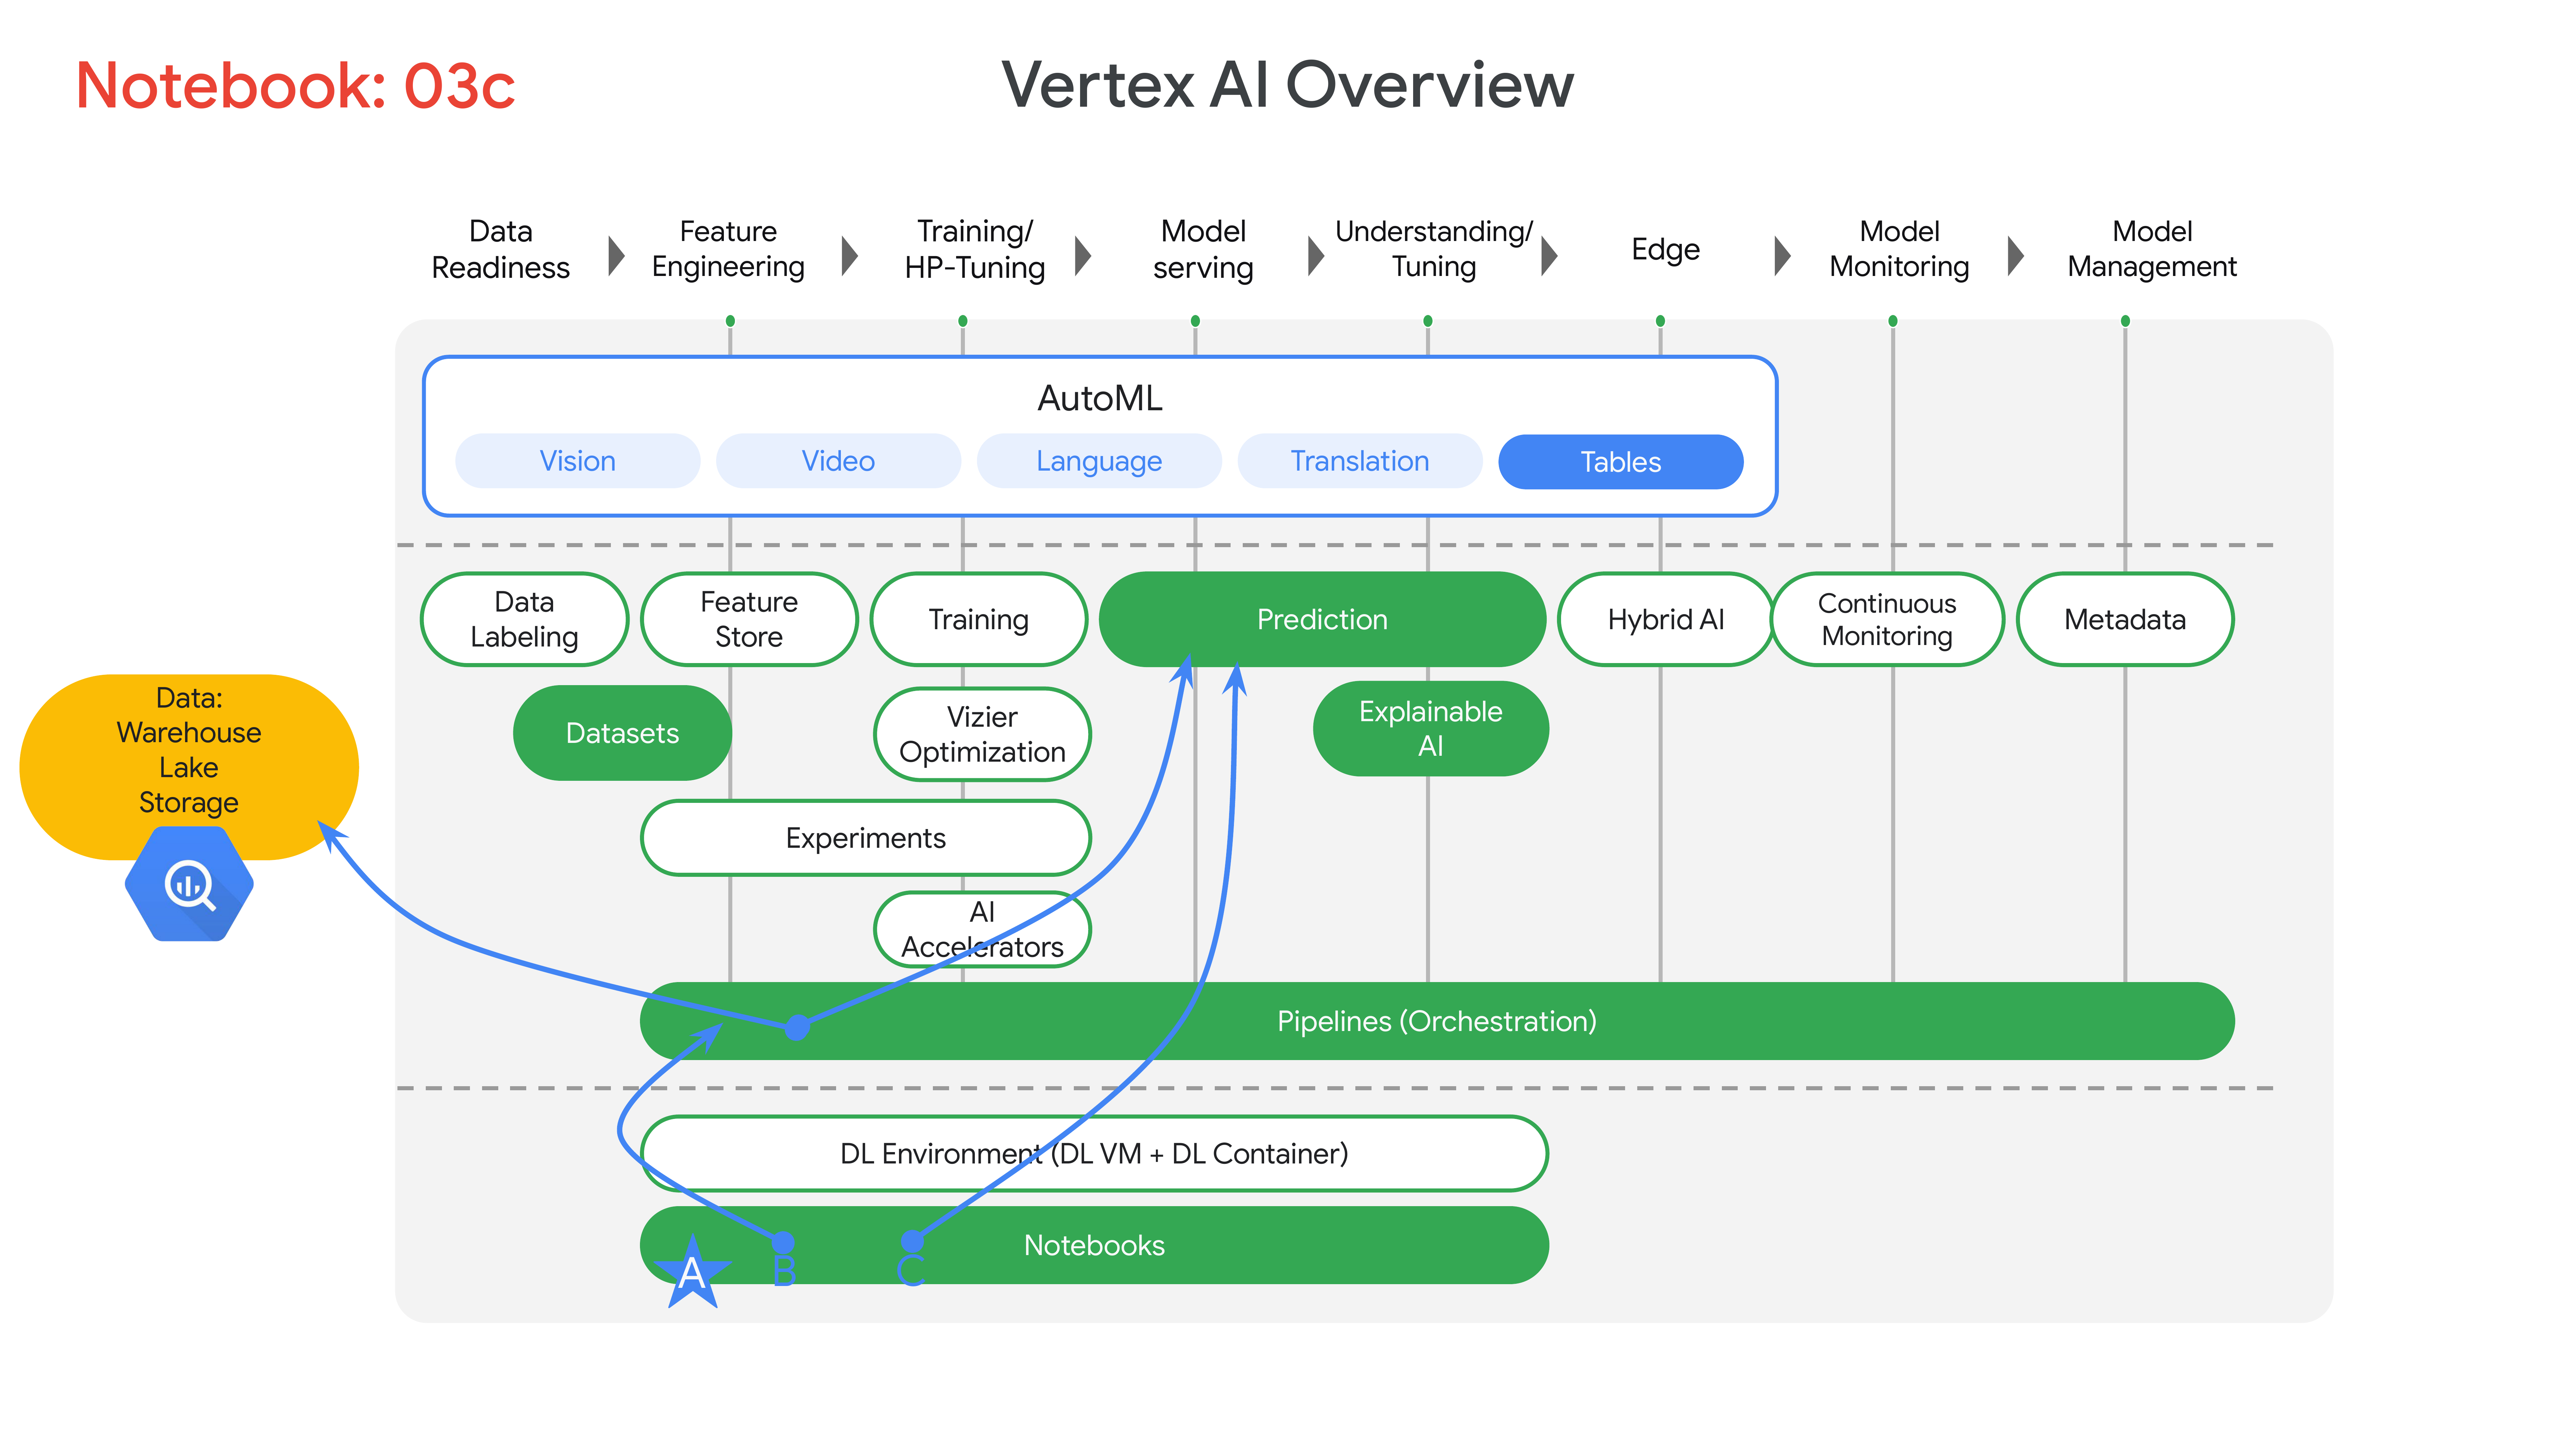 Notebook: 03c
Vertex AI Overview
Data
Readiness
Feature
Engineering
Training/
HP-Tuning
Model
serving
Understanding/
Tuning
Edge
Model
Monitoring
Model
Management
AutoML
Vision
Video
Language
Translation
Tables
Data
Labeling
Feature
Store
Training
Prediction
Hybrid AI
Continuous
Monitoring
Metadata
Data:
Warehouse
Lake
Storage
Datasets
Vizier
Optimization
Explainable
AI
Experiments
AI
Accelerators
Pipelines (Orchestration)
DL Environment (DL VM + DL Container)
Notebooks
A
B
C